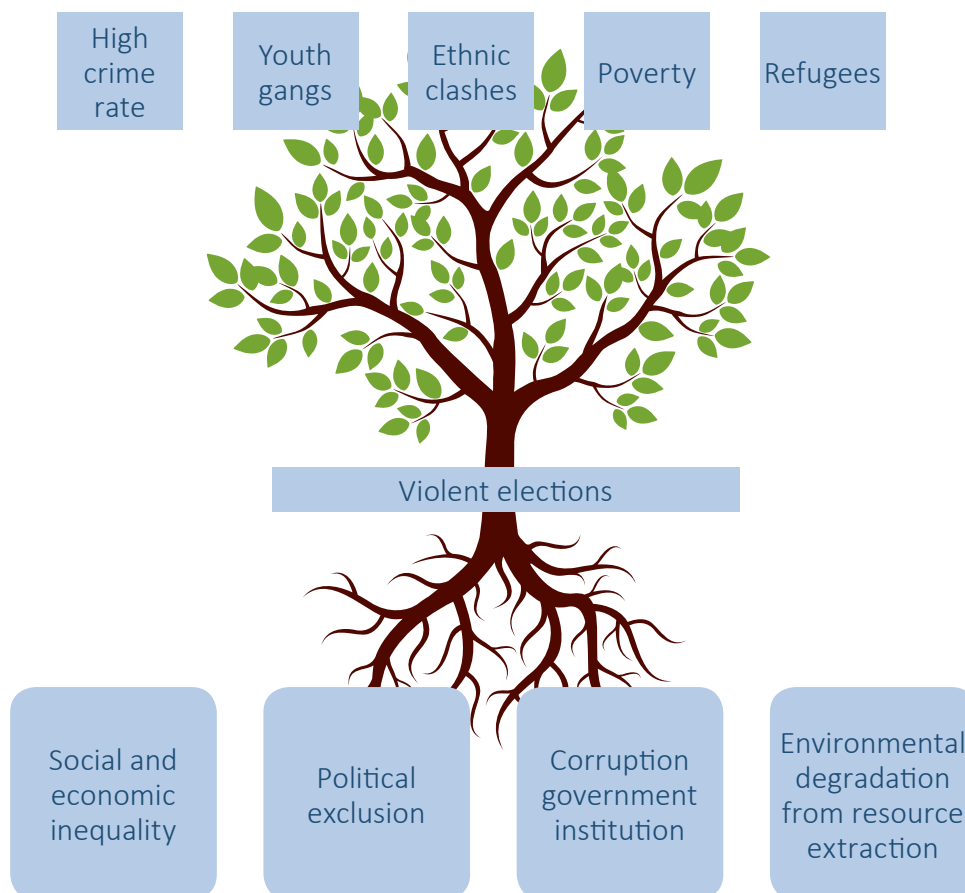 High
crime
rate
Youth
gangs
Ethnic
clashes
Poverty
Refugees
Violent elections
Social and
economic
inequality
Political
exclusion
Corruption
government
institution
Environmental
degradation
from resource
extraction